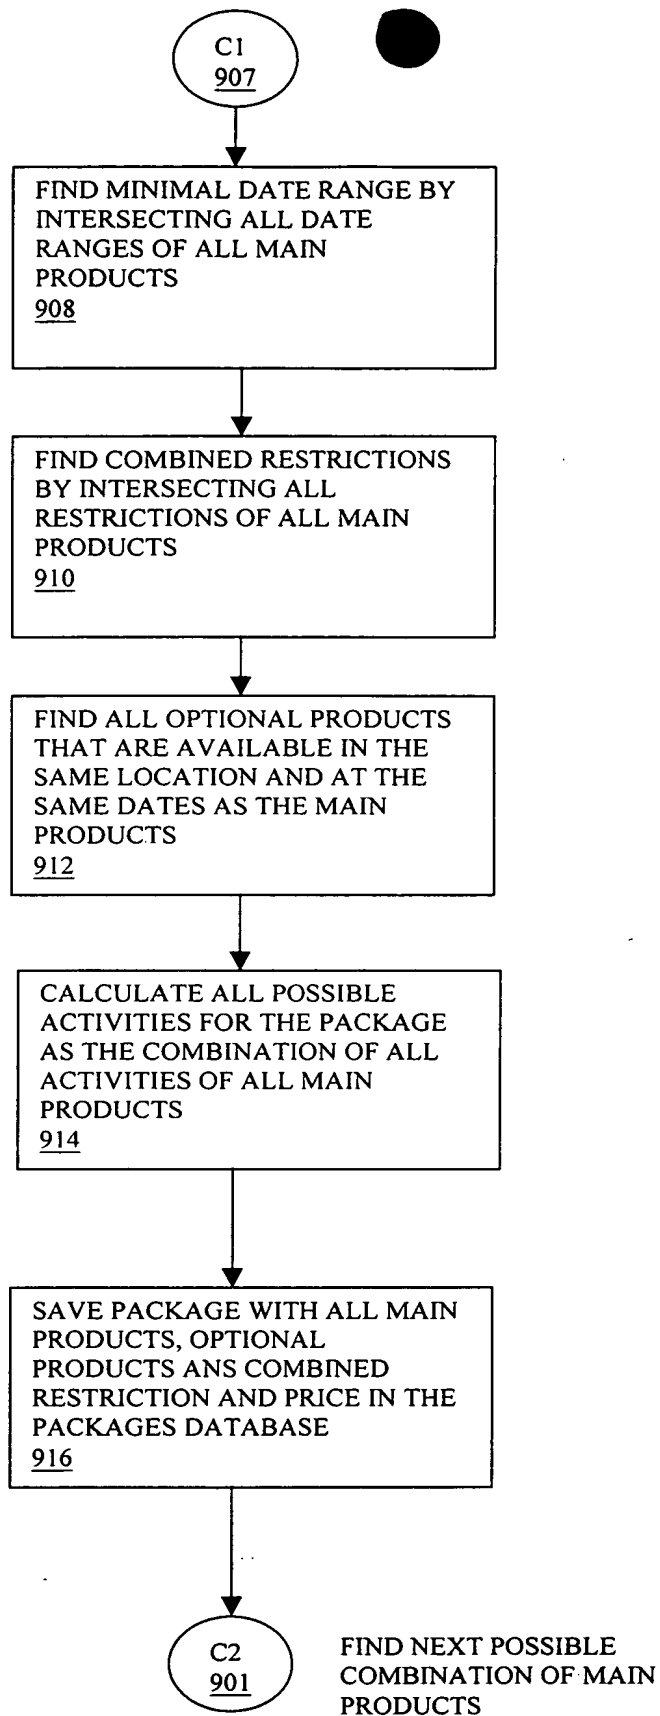 C1
907
FIND MINIMAL DATE RANGE BY
INTERSECTING ALL DATE
RANGES OF ALL MAIN
PRODUCTS
908
FIND COMBINED RESTRICTIONS
BY INTERSECTING ALL
RESTRICTIONS OF ALL MAIN
PRODUCTS
910
FIND ALL OPTIONAL PRODUCTS
THAT ARE AVAILABLE IN THE
SAME LOCATION AND AT THE
SAME DATES AS THE MAIN
PRODUCTS
912
CALCULATE ALL POSSIBLE
ACTIVITIES FOR THE PACKAGE
AS THE COMBINATION OF ALL
ACTIVITIES OF ALL MAIN
PRODUCTS
914
SAVE PACKAGE WITH ALL MAIN
PRODUCTS, OPTIONAL
PRODUCTS ANS COMBINED
RESTRICTION AND PRICE IN THE
PACKAGES DATABASE
916
C2
901
FIND NEXT POSSIBLE
COMBINATION OF MAIN
PRODUCTS